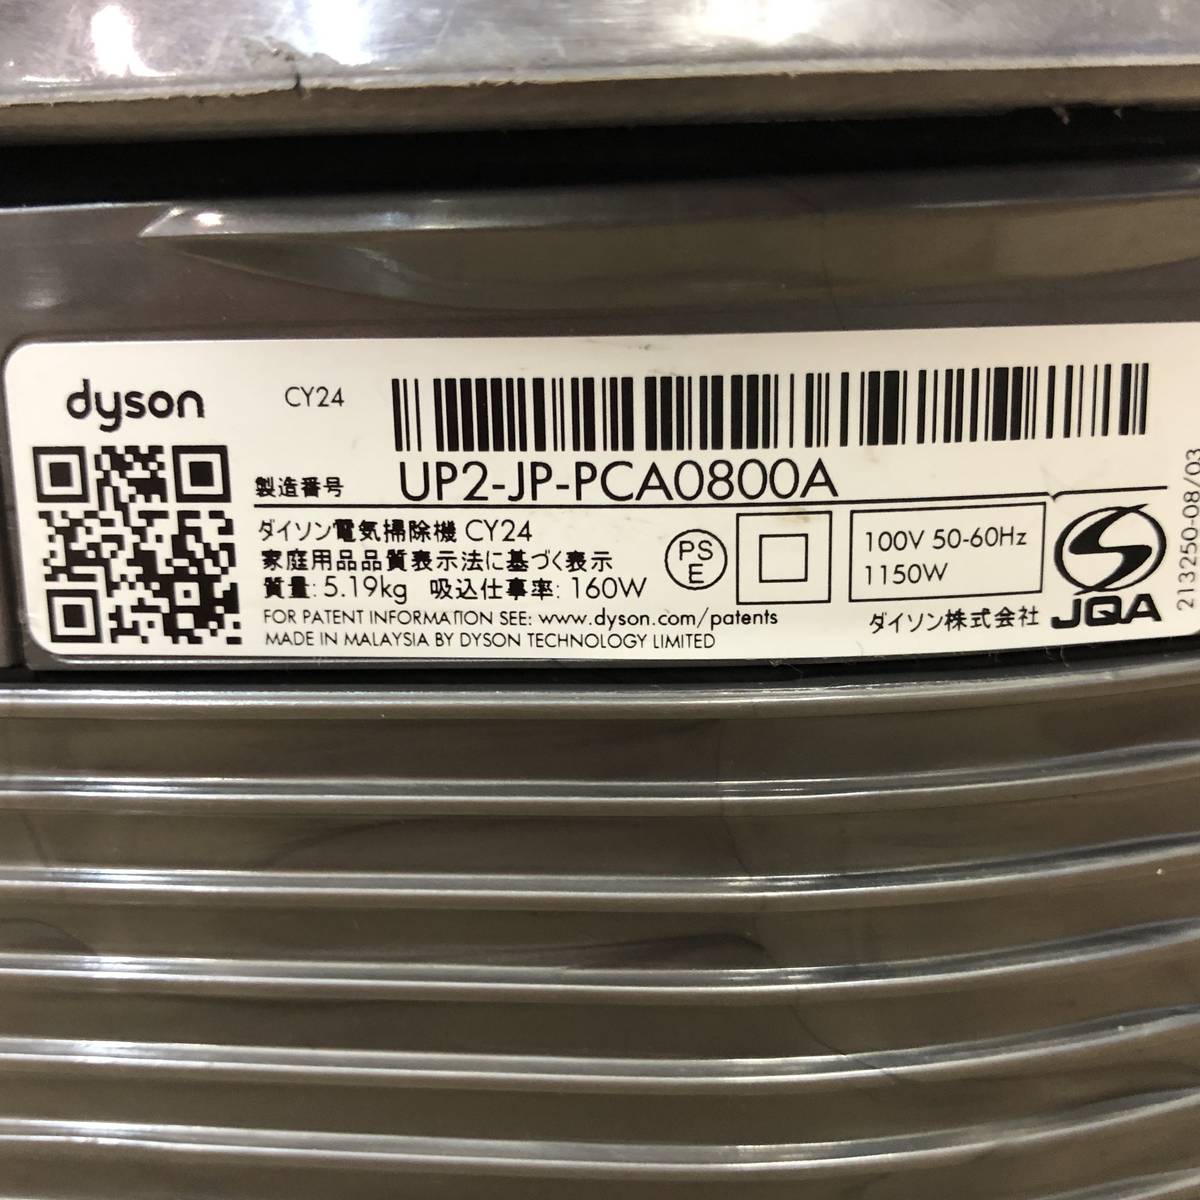 dyson CY24
製造番号 UP2-JP-PCA0800A
ダイソン電気掃除機 CY24
家庭用品品質表示法に基づく表示
質量: 5.19kg 吸込仕事率: 160W
FOR PATENT INFORMATION SEE: www.dyson.com/patents
MADE IN MALAYSIA BY DYSON TECHNOLOGY LIMITED
PS
E
100V 50-60Hz
1150W
ダイソン株式会社
JQA
213250-08/03